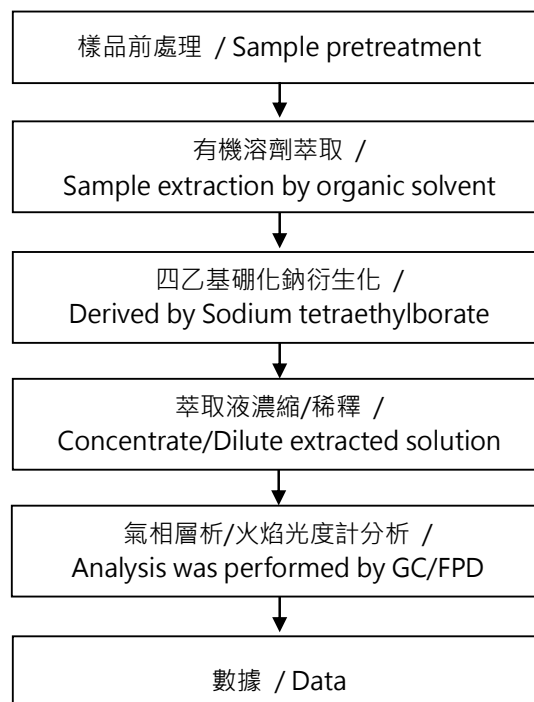 樣品前處理 / Sample pretreatment
有機溶劑萃取 /
Sample extraction by organic solvent
四乙基硼化鈉衍生化 /
Derived by Sodium tetraethylborate
萃取液濃縮/稀釋 /
Concentrate/Dilute extracted solution
氣相層析/火焰光度計分析 /
Analysis was performed by GC/FPD
數據 / Data